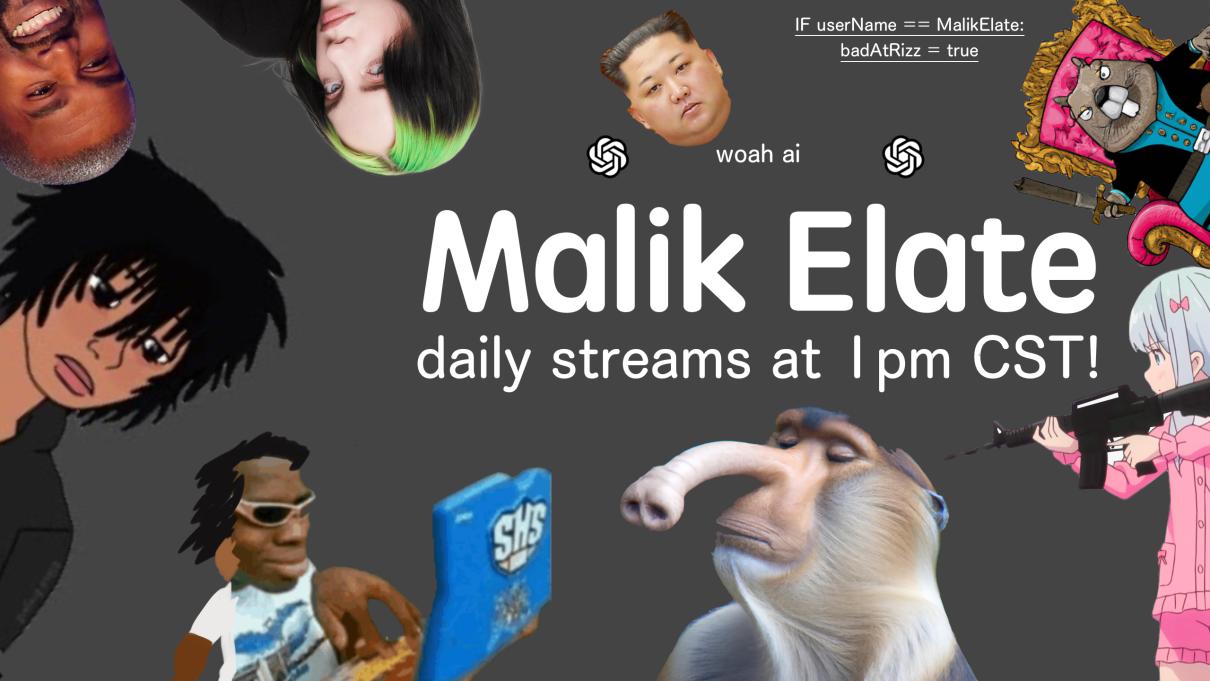 IF userName == MalikElate:
badAtRizz = true
woah ai
Malik Elate
daily streams at 1pm CST!
SHS